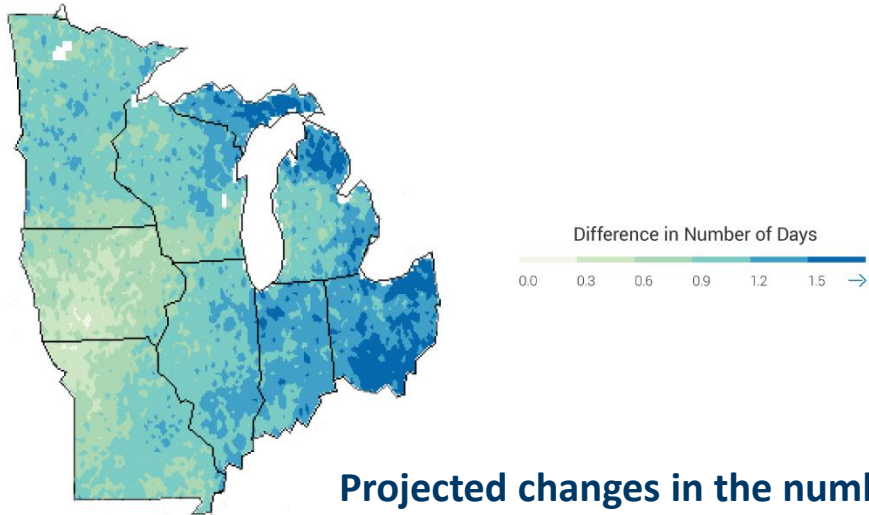 Difference in Number of Days
0.0 0.3 0.6 0.9 1.2 1.5 →
Projected changes in the num